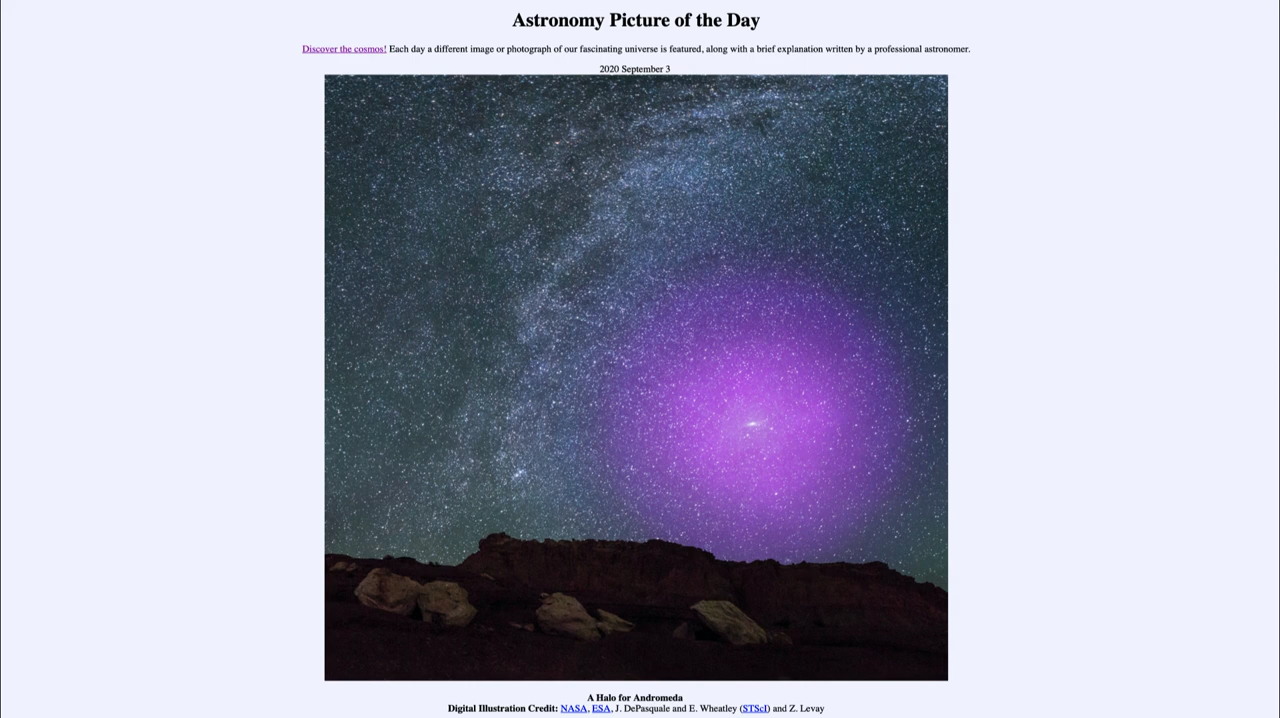 Astronomy Picture of the Day
Discover the cosmos! Each day a different image or photograph of our fascinating universe is featured, along with a brief explanation written by a professional astronomer.
2020 September 3
A Halo for Andromeda
Digital Illustration Credit: NASA, ESA, J. DePasquale and E. Wheatley (STScI) and Z. Levay